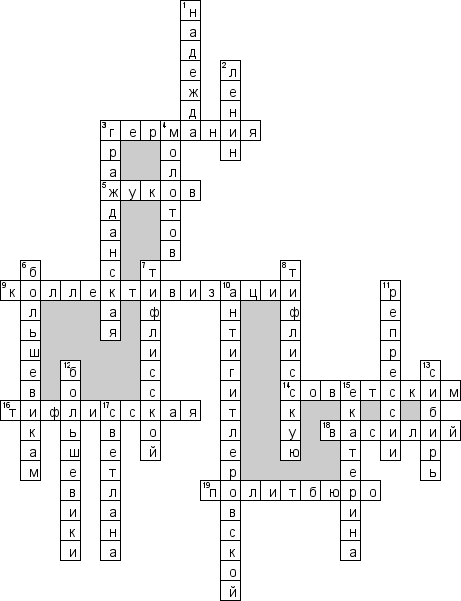 1 надежда
2 ленин
3 германия
3 гражданская
4 молотов
5 жуков
6 большевикам
7 тифлисской
8 тифлисскую
9 коллективизации
10 антигитлеровской
11 репрессии
12 большевики
13 сибирь
14 советским
15 екатерина
16 тифлисская
17 светлана
18 василий
19 политбюро